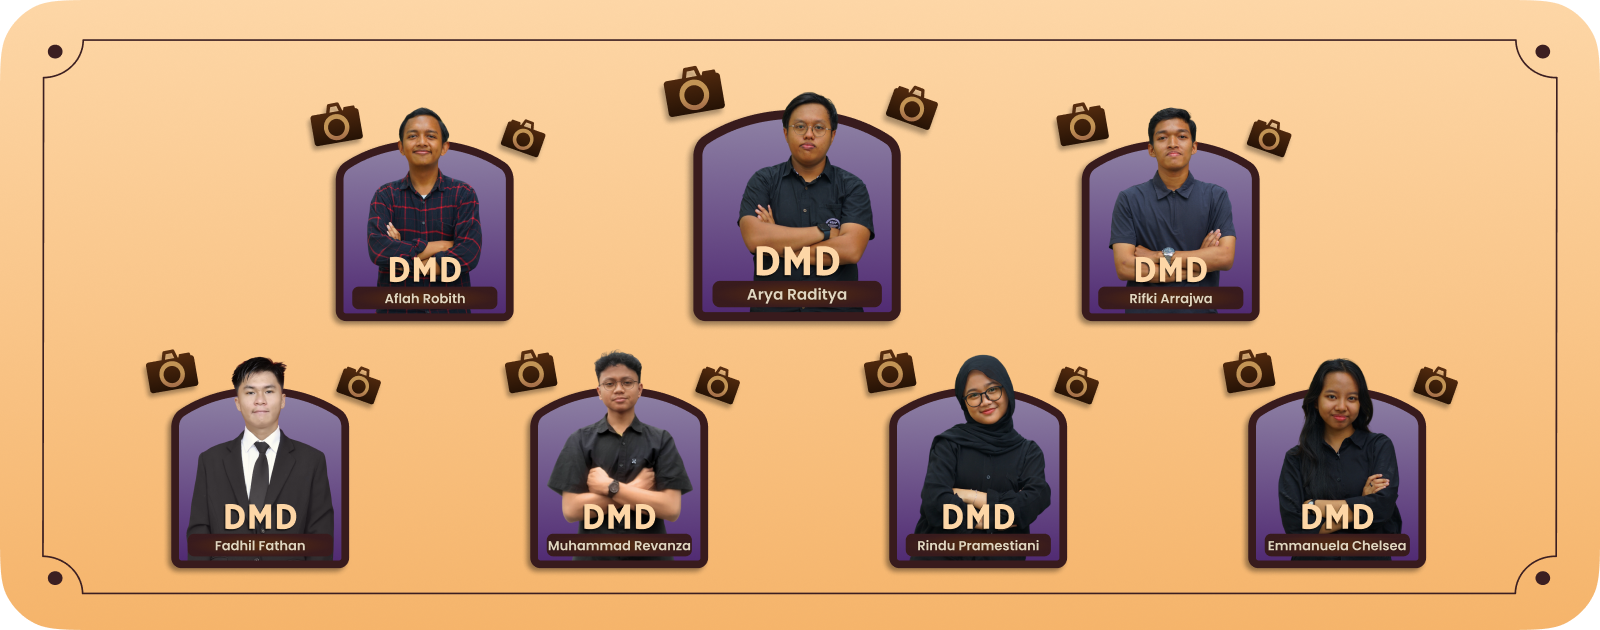 DMD
Aflah Robith
DMD
Arya Raditya
DMD
Rifki Arrajwa
DMD
Fadhil Fathan
DMD
Muhammad Revanza
DMD
Rindu Pramestiani
DMD
Emmanuela Chelsea